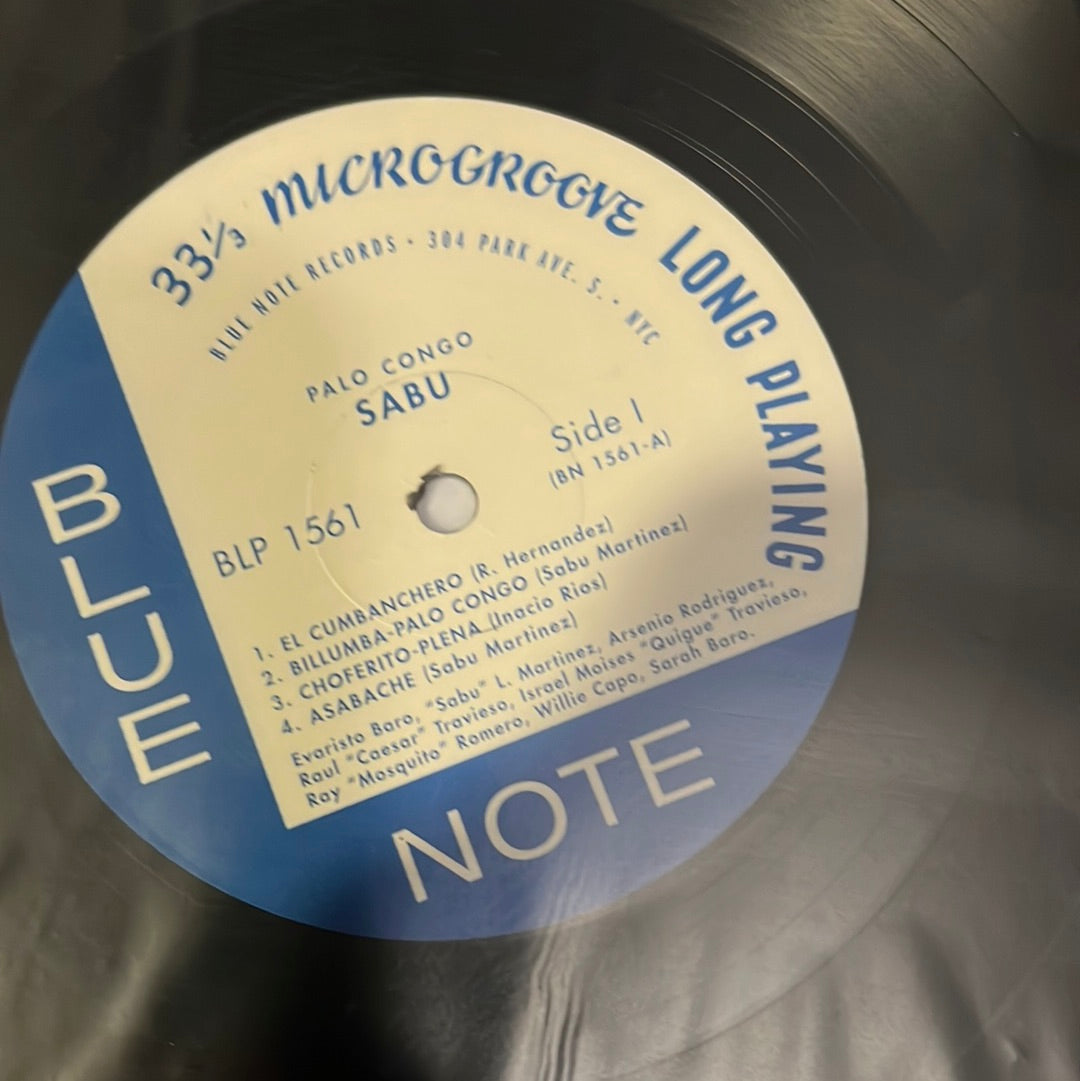 33⅓ MICROGROOVE LONG PLAYING
BLUE NOTE RECORDS • 304 PARK AVE. S. • NYC
PALO CONGO
SABU
Side 1
(BN 1561-A)
BLP 1561
1. EL CUMBANCHERO (R. Hernandez)
2. BILLUMBA-PALO CONGO (Sabu Martinez)
3. CHOFERITO-PLENA (Inacio Rios)
4. ASABACHE (Sabu Martinez)
Evaristo Baro, "Sabu" L. Martinez, Arsenio Rodriguez,
Raul "Caesar" Travieso, Israel Moises "Quique" Travieso,
Ray "Mosquito" Romero, Willie Capo, Sarah Baro.
BLUE
NOTE